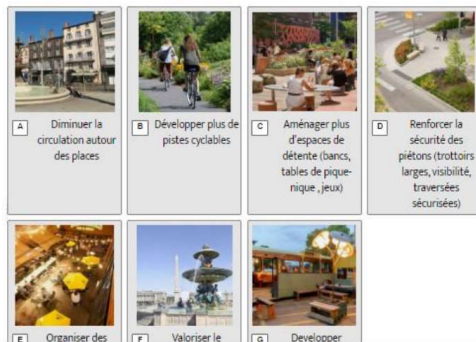 A Diminuer la
circulation autour
des places
B Développer plus de
pistes cyclables
C Aménager plus
d'espaces de
détente (bancs,
tables de pique-
nique , jeux)
D Renforcer la
sécurité des
piétons (trottoirs
larges, visibilité,
traversées
sécurisées)
E Organiser des
F Valoriser le
G Developper